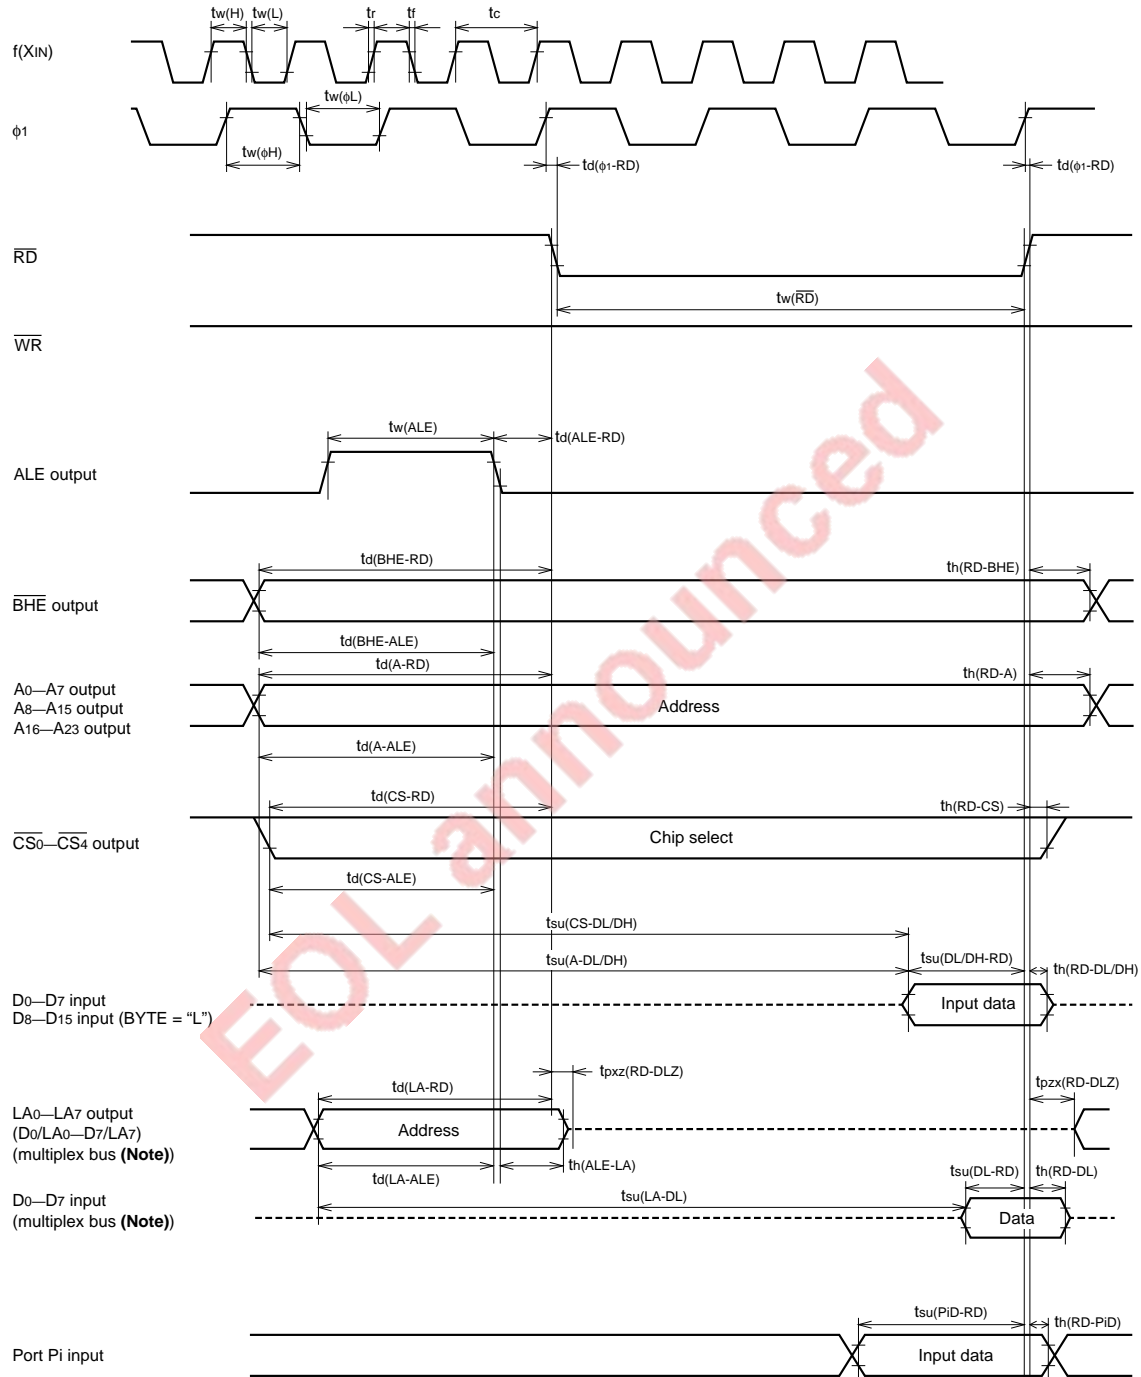 tw(H) tw(L) tr tf tc
f(XIN)
tw(ϕL)
ϕ1
tw(ϕH) td(ϕ1-RD) td(ϕ1-RD)
RD
tw(RD)
WR
tw(ALE) td(ALE-RD)
ALE output
td(BHE-RD) th(RD-BHE)
BHE output
td(BHE-ALE)
td(A-RD) th(RD-A)
A0—A7 output
A8—A15 output Address
A16—A23 output
td(A-ALE)
td(CS-RD) th(RD-CS)
CS0—CS4 output Chip select
td(CS-ALE)
tsu(CS-DL/DH)
tsu(A-DL/DH) tsu(DL/DH-RD) th(RD-DL/DH)
D0—D7 input Input data
D8—D15 input (BYTE = “L”)
tpxz(RD-DLZ)
td(LA-RD) tpzx(RD-DLZ)
LA0—LA7 output
(D0/LA0—D7/LA7) Address
(multiplex bus (Note))
td(LA-ALE) th(ALE-LA) tsu(DL-RD) th(RD-DL)
D0—D7 input tsu(LA-DL)
(multiplex bus (Note)) Data
tsu(PiD-RD) th(RD-PiD)
Port Pi input Input data
EOL announced